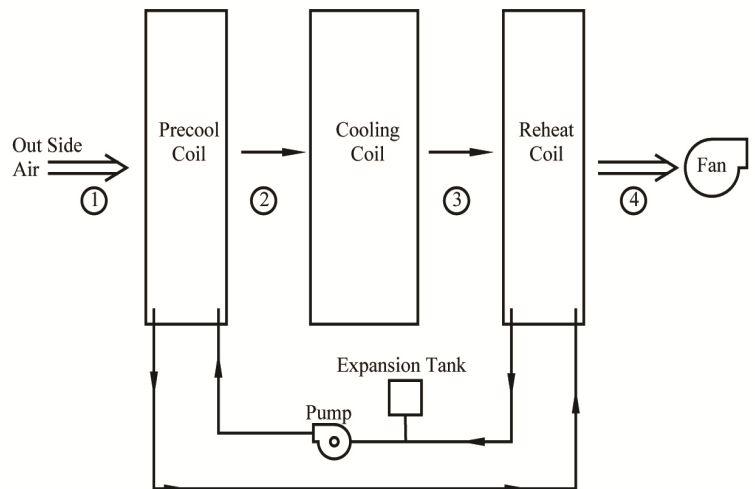 Precool
Coil
Cooling
Coil
Reheat
Coil
Out Side
Air
Fan
1
2
3
4
Expansion Tank
Pump